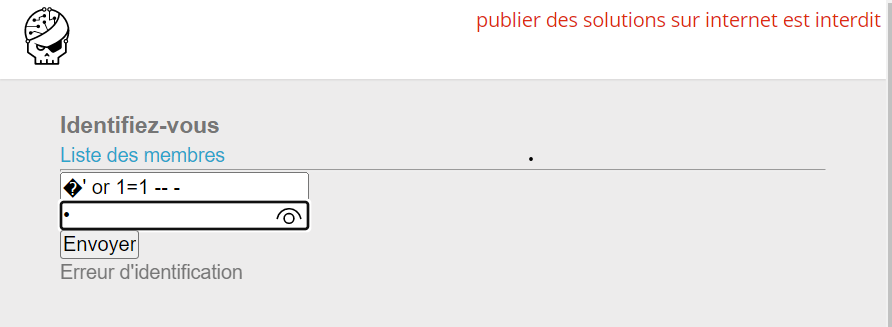 publier des solutions sur internet est interdit
Identifiez-vous
Liste des membres
�' or 1=1 -- -
•
Envoyer
Erreur d'identification